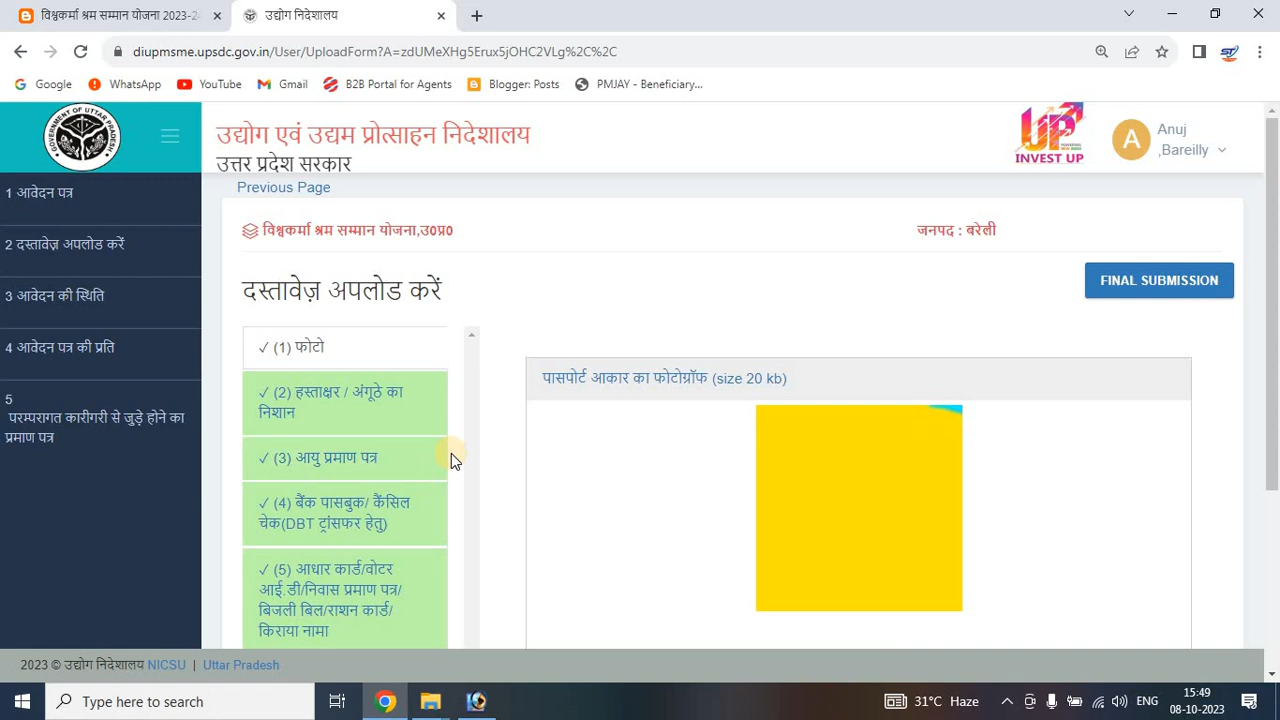 विश्वकर्मा श्रम सम्मान योजना 2023-2
उद्योग निदेशालय
diupmsme.upsdc.gov.in/User/UploadForm?A=zdUMeXHg5Erux5jOHC2VLg%2C%2C
Google
WhatsApp
YouTube
Gmail
B2B Portal for Agents
Blogger: Posts
PMJAY - Beneficiary...
GOVERNMENT OF UTTAR PRADESH
उद्योग एवं उद्यम प्रोत्साहन निदेशालय
उत्तर प्रदेश सरकार
UP
INVEST UP
A
Anuj
,Bareilly
Previous Page
1 आवेदन पत्र
2 दस्तावेज़ अपलोड करें
3 आवेदन की स्थिति
4 आवेदन पत्र की प्रति
5
परम्परागत कारीगरी से जुड़े होने का
प्रमाण पत्र
विश्वकर्मा श्रम सम्मान योजना,उ0प्र0
जनपद : बरेली
दस्तावेज़ अपलोड करें
FINAL SUBMISSION
✓ (1) फोटो
✓ (2) हस्ताक्षर / अंगूठे का
निशान
✓ (3) आयु प्रमाण पत्र
✓ (4) बैंक पासबुक/ कैंसिल
चेक(DBT ट्रांसफर हेतु)
✓ (5) आधार कार्ड/वोटर
आई.डी/निवास प्रमाण पत्र/
बिजली बिल/राशन कार्ड/
किराया नामा
पासपोर्ट आकार का फोटोग्रॉफ (size 20 kb)
2023 © उद्योग निदेशालय NICSU | Uttar Pradesh
Type here to search
31°C Haze
ENG
15:49
08-10-2023